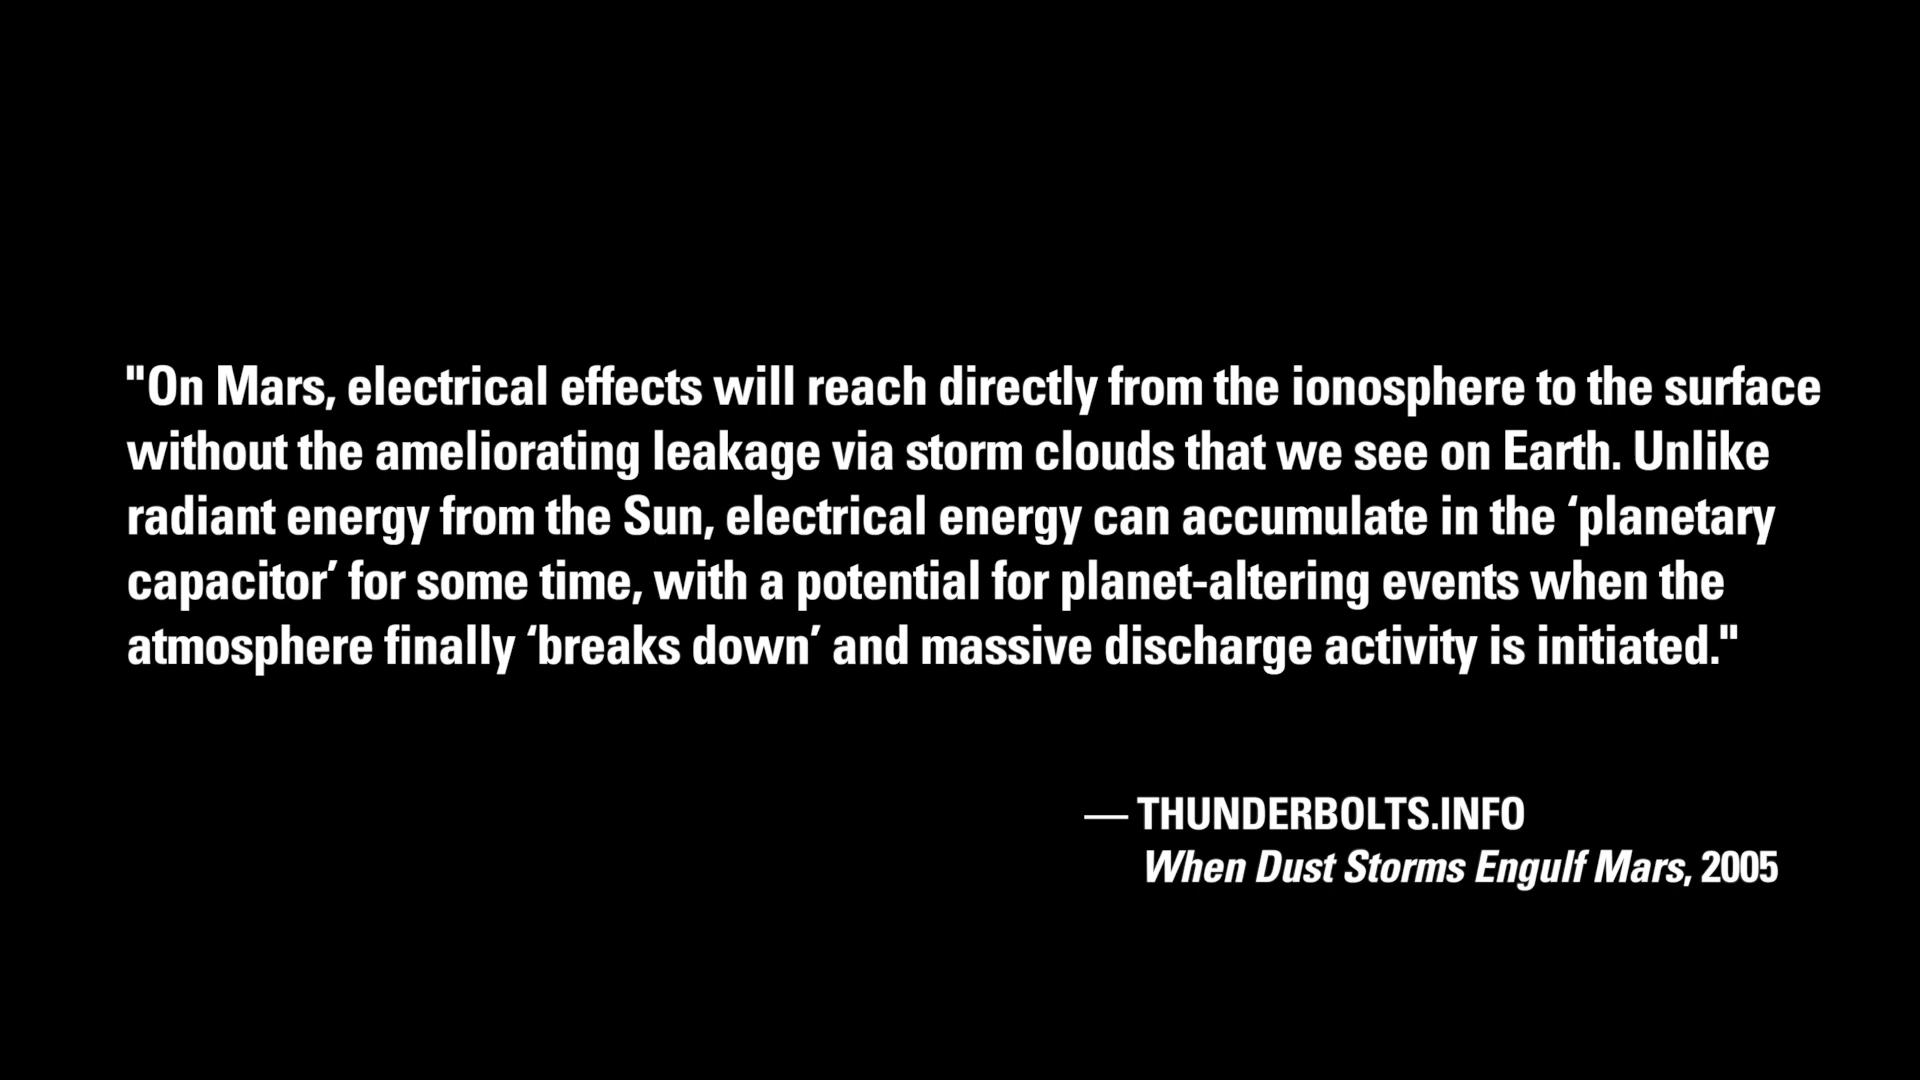 "On Mars, electrical effects will reach directly from the ionosphere to the surface
without the ameliorating leakage via storm clouds that we see on Earth. Unlike
radiant energy from the Sun, electrical energy can accumulate in the ‘planetary
capacitor’ for some time, with a potential for planet-altering events when the
atmosphere finally ‘breaks down’ and massive discharge activity is initiated."
— THUNDERBOLTS.INFO
When Dust Storms Engulf Mars, 2005